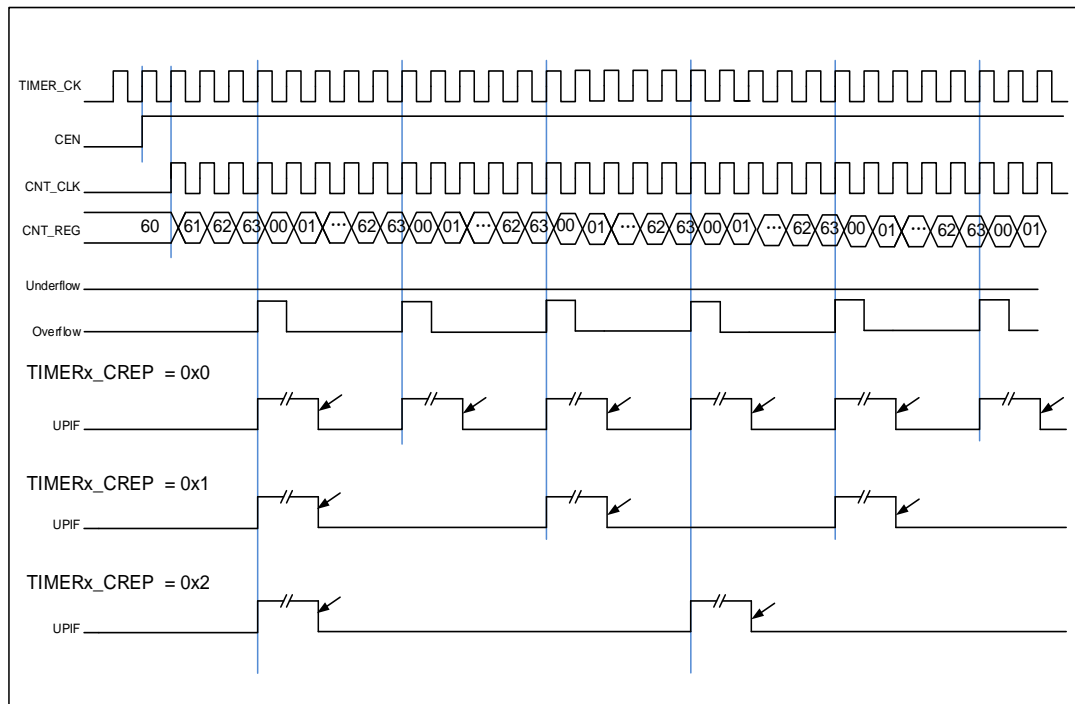 TIMER_CK
CEN
CNT_CLK
CNT_REG 60 61 62 63 00 01 ... 62 63 00 01 ... 62 63 00 01 ... 62 63 00 01 ... 62 63 00 01 ... 62 63 00 01
Underflow
Overflow
TIMERx_CREP = 0x0
UPIF
TIMERx_CREP = 0x1
UPIF
TIMERx_CREP = 0x2
UPIF